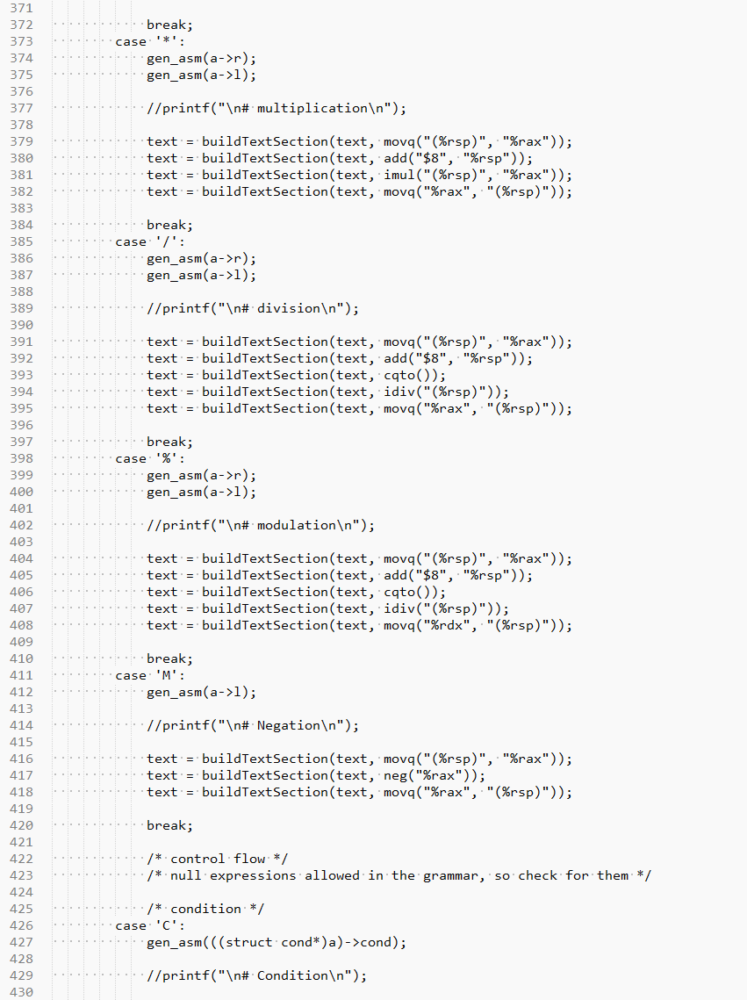 371
372 break;
373 case '*':
374 gen_asm(a->r);
375 gen_asm(a->l);
376
377 //printf("\n# multiplication\n");
378
379 text = buildTextSection(text, movq("(%rsp)", "%rax"));
380 text = buildTextSection(text, add("$8", "%rsp"));
381 text = buildTextSection(text, imul("(%rsp)", "%rax"));
382 text = buildTextSection(text, movq("%rax", "(%rsp)"));
383
384 break;
385 case '/':
386 gen_asm(a->r);
387 gen_asm(a->l);
388
389 //printf("\n# division\n");
390
391 text = buildTextSection(text, movq("(%rsp)", "%rax"));
392 text = buildTextSection(text, add("$8", "%rsp"));
393 text = buildTextSection(text, cqto());
394 text = buildTextSection(text, idiv("(%rsp)"));
395 text = buildTextSection(text, movq("%rax", "(%rsp)"));
396
397 break;
398 case '%':
399 gen_asm(a->r);
400 gen_asm(a->l);
401
402 //printf("\n# modulation\n");
403
404 text = buildTextSection(text, movq("(%rsp)", "%rax"));
405 text = buildTextSection(text, add("$8", "%rsp"));
406 text = buildTextSection(text, cqto());
407 text = buildTextSection(text, idiv("(%rsp)"));
408 text = buildTextSection(text, movq("%rdx", "(%rsp)"));
409
410 break;
411 case 'M':
412 gen_asm(a->l);
413
414 //printf("\n# Negation\n");
415
416 text = buildTextSection(text, movq("(%rsp)", "%rax"));
417 text = buildTextSection(text, neg("%rax"));
418 text = buildTextSection(text, movq("%rax", "(%rsp)"));
419
420 break;
421
422 /* control flow */
423 /* null expressions allowed in the grammar, so check for them */
424
425 /* condition */
426 case 'C':
427 gen_asm(((struct cond*)a)->cond);
428
429 //printf("\n# Condition\n");
430